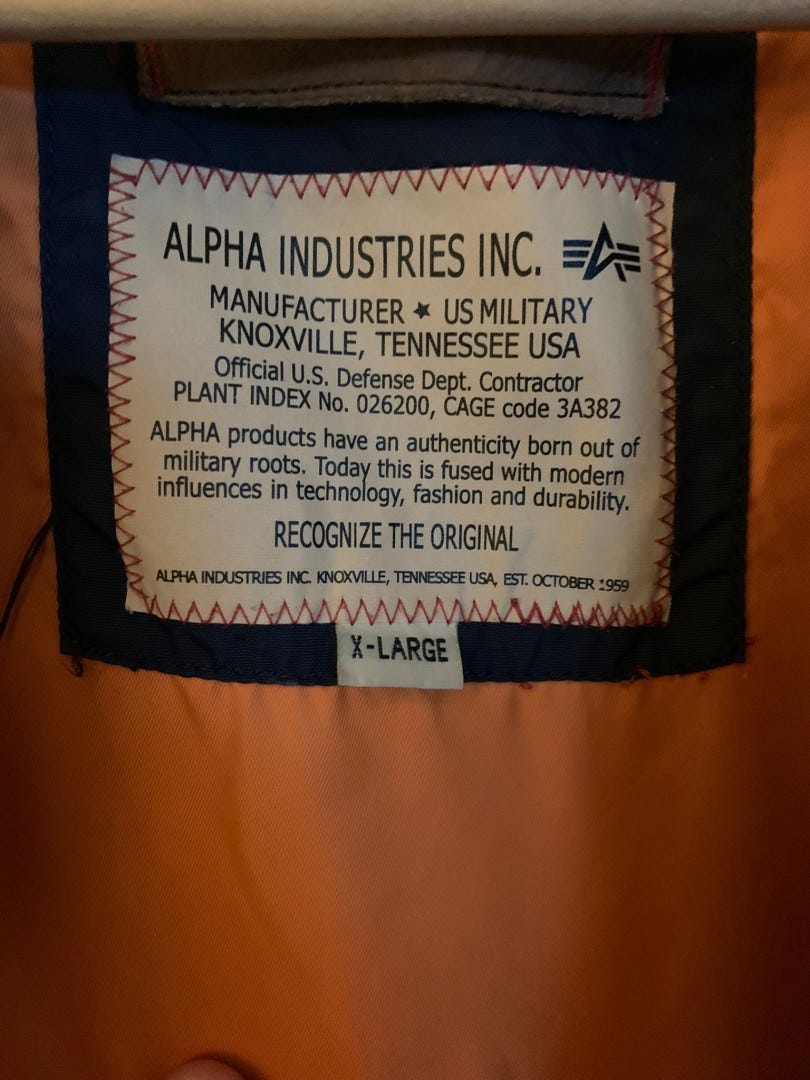 ALPHA INDUSTRIES INC.
MANUFACTURER ★ US MILITARY
KNOXVILLE, TENNESSEE USA
Official U.S. Defense Dept. Contractor
PLANT INDEX No. 026200, CAGE code 3A382
ALPHA products have an authenticity born out of
military roots. Today this is fused with modern
influences in technology, fashion and durability.
RECOGNIZE THE ORIGINAL
ALPHA INDUSTRIES INC. KNOXVILLE, TENNESSEE USA, EST. OCTOBER 1959
X-LARGE